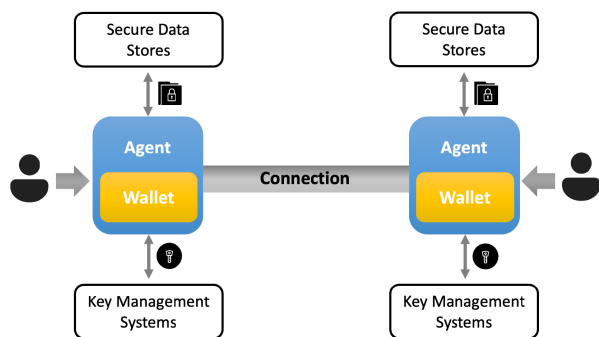 Secure Data
Stores
Secure Data
Stores
Agent
Agent
Connection
Wallet
Wallet
Key Management
Systems
Key Management
Systems